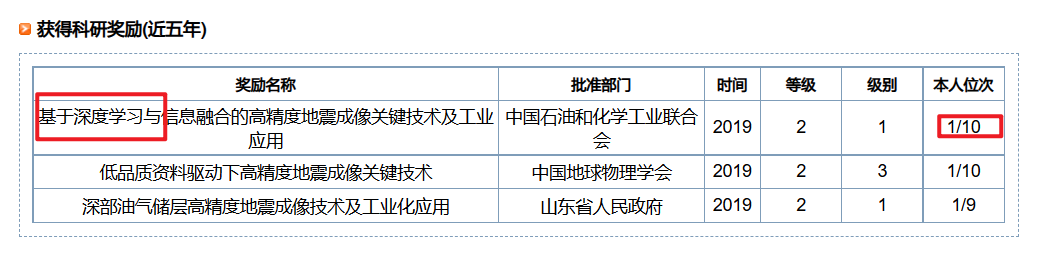 获得科研奖励(近五年)
奖励名称 批准部门 时间 等级 级别 本人位次
基于深度学习与信息融合的高精度地震成像关键技术及工业应用 中国石油和化学工业联合会 2019 2 1 1/10
低品质资料驱动下高精度地震成像关键技术 中国地球物理学会 2019 2 3 1/10
深部油气储层高精度地震成像技术及工业化应用 山东省人民政府 2019 2 1 1/9